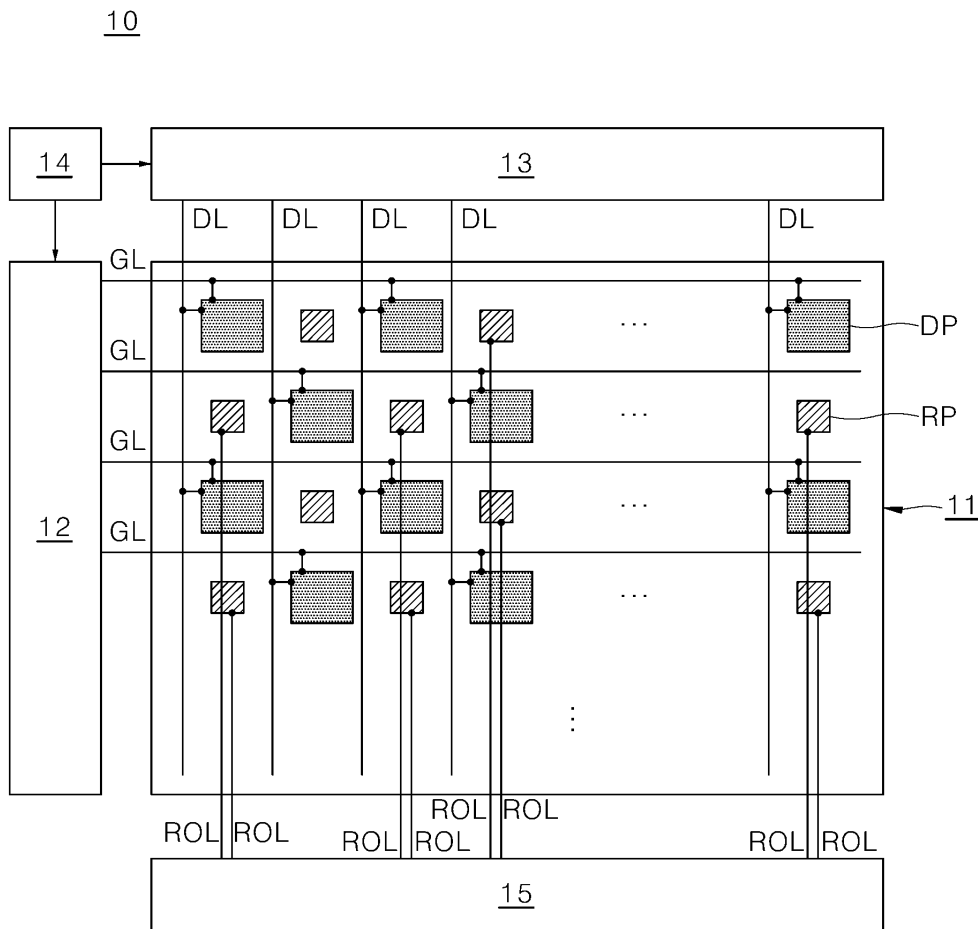 10
14
13
DL DL DL DL DL
GL
DP
GL
RP
GL
11
12
GL
...
...
...
...
...
ROL ROL
ROL ROL ROL ROL ROL ROL
15